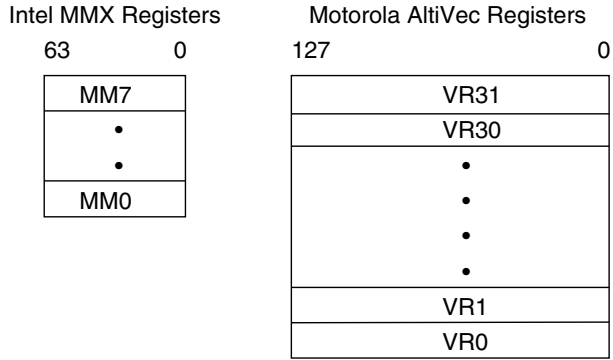 Intel MMX Registers
63 0
MM7
MM0
Motorola AltiVec Registers
127 0
VR31
VR30
VR1
VR0